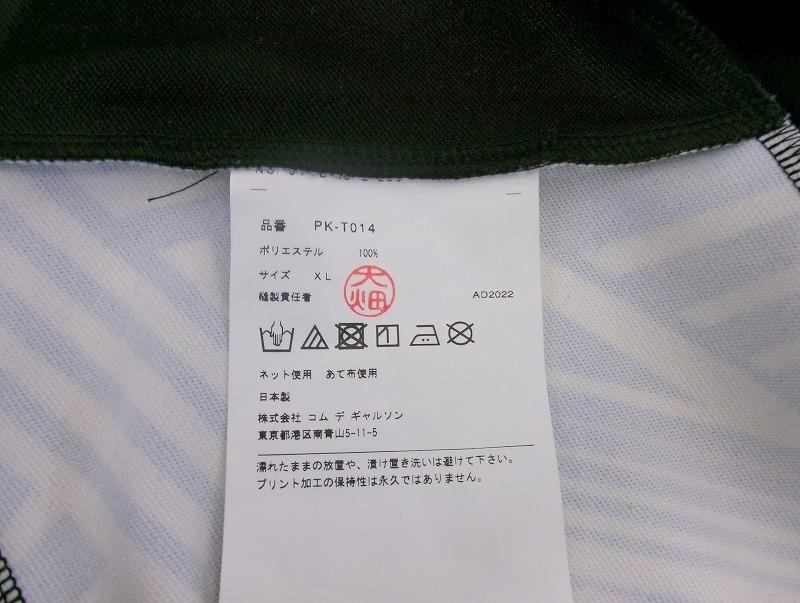 品番 PK-T014
ポリエステル 100%
サイズ XL
大畑
縫製責任者 AD2022
ネット使用 あて布使用
日本製
株式会社 コム デ ギャルソン
東京都港区南青山5-11-5
濡れたままの放置や、漬け置き洗いは避けて下さい。
プリント加工の保持性は永久ではありません。